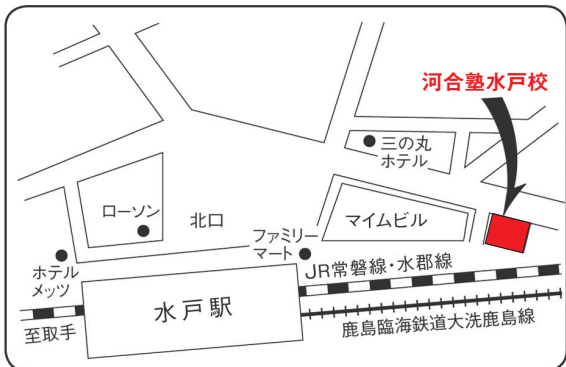 河合塾水戸校
三の丸
ホテル
ローソン
北口
マイムビル
ファミリー
マート
ホテル
メッツ
JR常磐線・水郡線
水戸駅
至取手
鹿島臨海鉄道大洗鹿島線